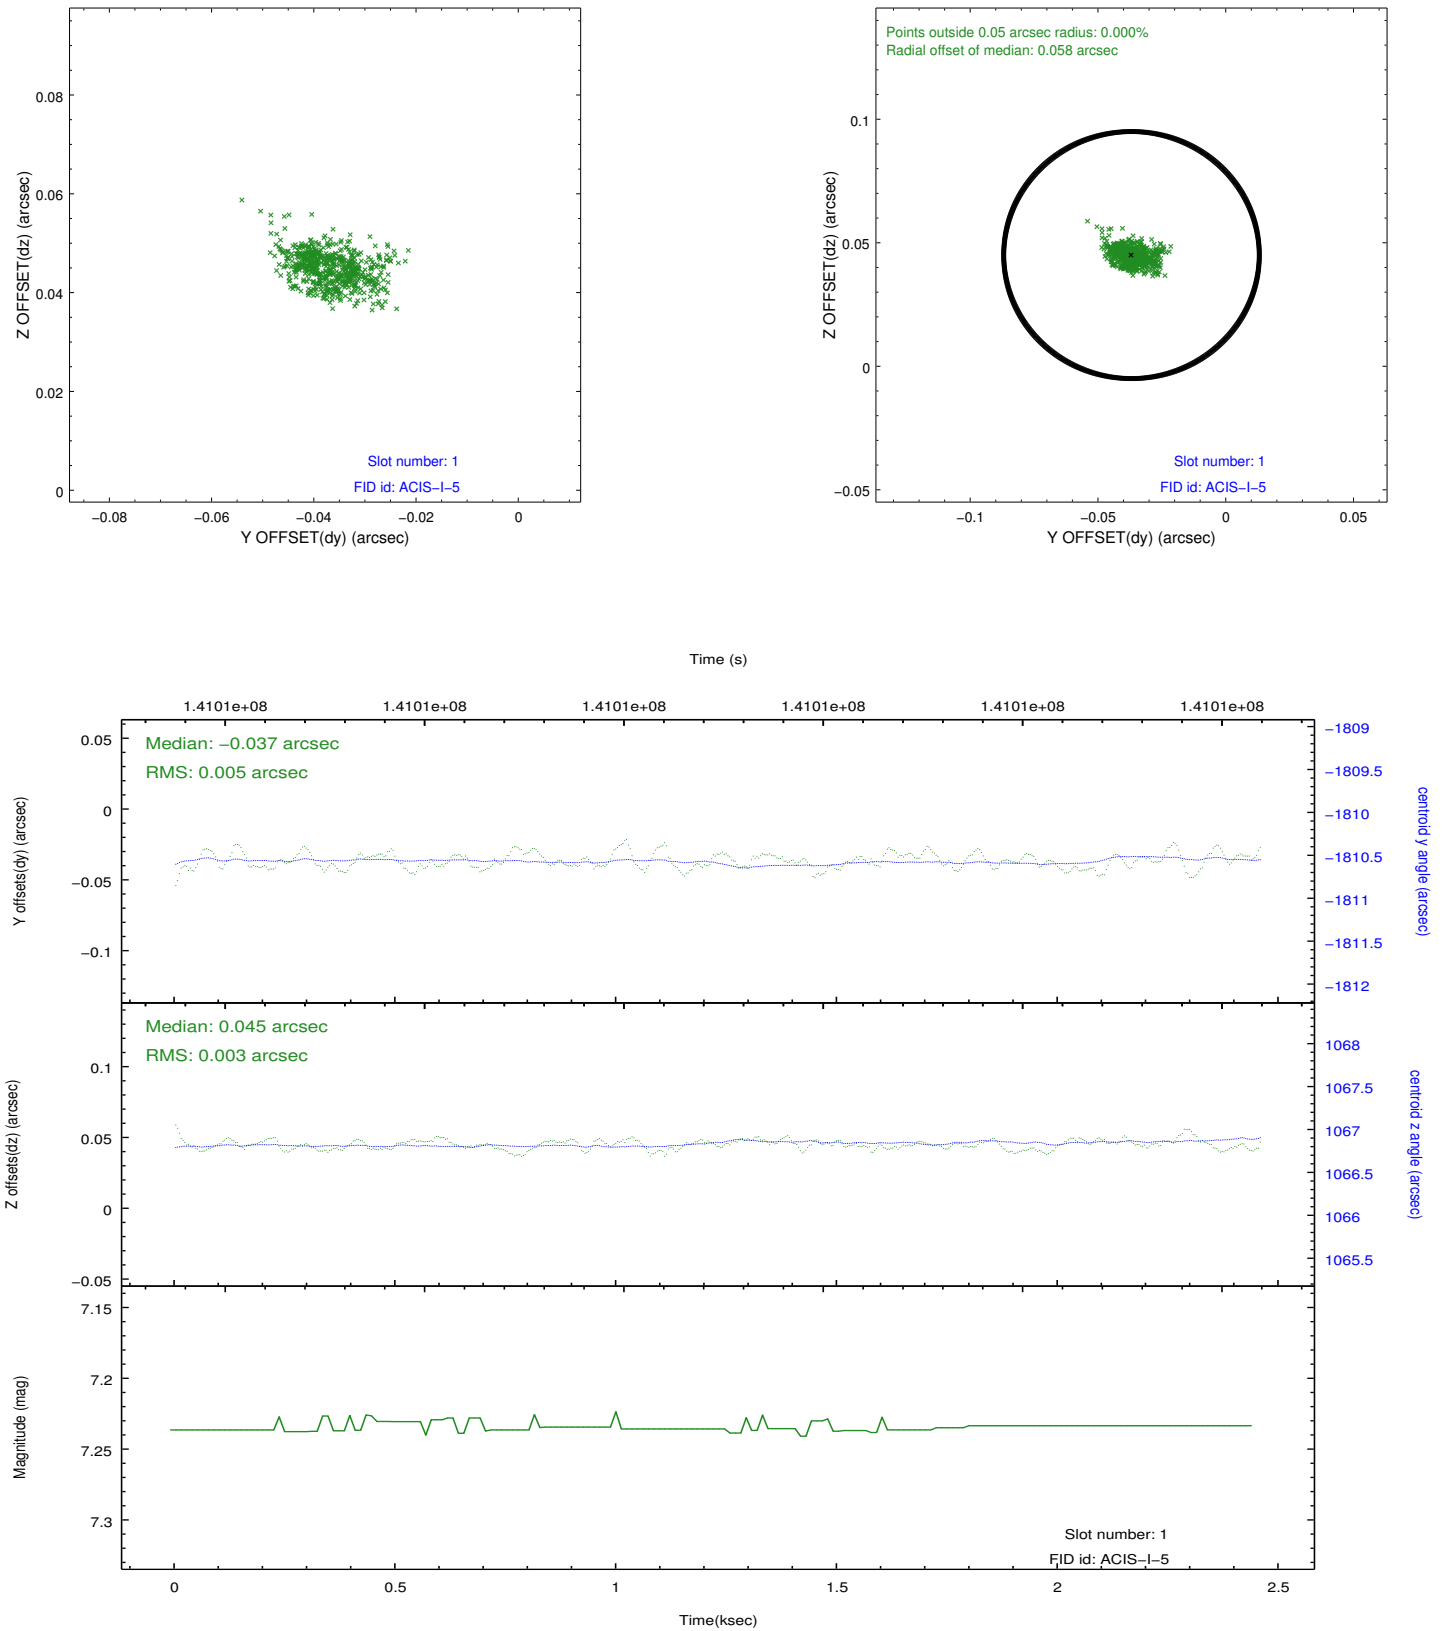 0.08
0.06
0.04
0.02
0
Z OFFSET(dz) (arcsec)
Slot number: 1
FID id: ACIS−I−5
−0.08
−0.06
−0.04
−0.02
0
Y OFFSET(dy) (arcsec)
Points outside 0.05 arcsec radius: 0.000%
Radial offset of median: 0.058 arcsec
0.1
0.05
0
−0.05
Z OFFSET(dz) (arcsec)
Slot number: 1
FID id: ACIS−I−5
−0.1
−0.05
0
0.05
Y OFFSET(dy) (arcsec)
Time (s)
1.4101e+08
1.4101e+08
1.4101e+08
1.4101e+08
1.4101e+08
1.4101e+08
Median: −0.037 arcsec
RMS: 0.005 arcsec
0.05
0
−0.05
−0.1
Y offsets(dy) (arcsec)
−1809
−1809.5
−1810
−1810.5
−1811
−1811.5
−1812
centroid y angle (arcsec)
Median: 0.045 arcsec
RMS: 0.003 arcsec
0.1
0.05
0
−0.05
Z offsets(dz) (arcsec)
1068
1067.5
1067
1066.5
1066
1065.5
centroid z angle (arcsec)
7.15
7.2
7.25
7.3
Magnitude (mag)
Slot number: 1
FID id: ACIS−I−5
0
0.5
1
1.5
2
2.5
Time(ksec)